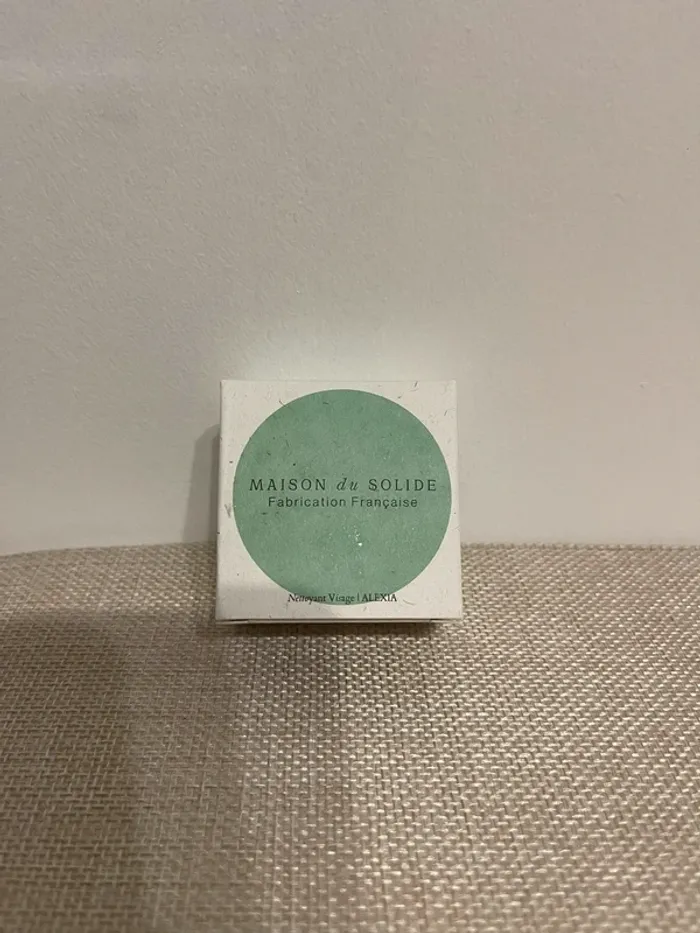 MAISON du SOLIDE
Fabrication Française
Nettoyant Visage | ALEXIA